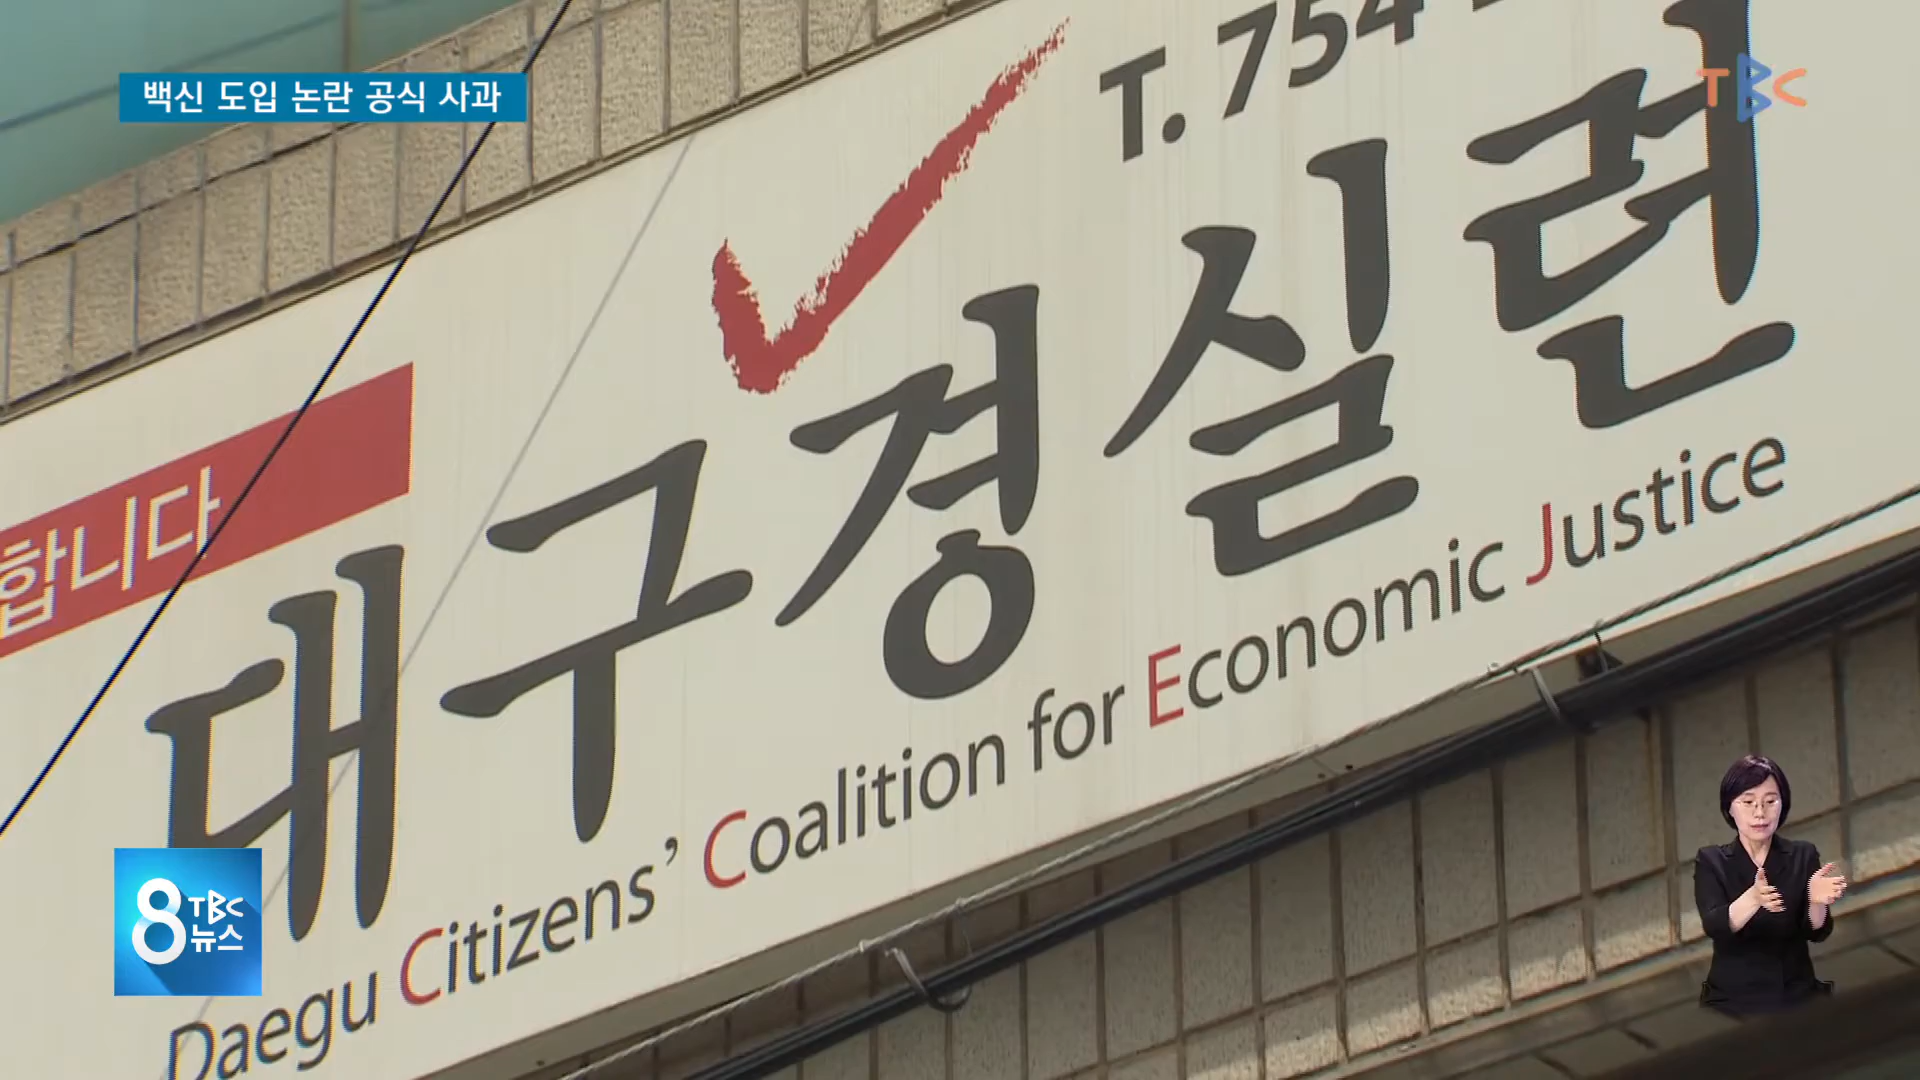 백신 도입 논란 공식 사과
TBC
T. 754
합니다
대구경실련
Daegu Citizens' Coalition for Economic Justice
8 TBC
뉴스